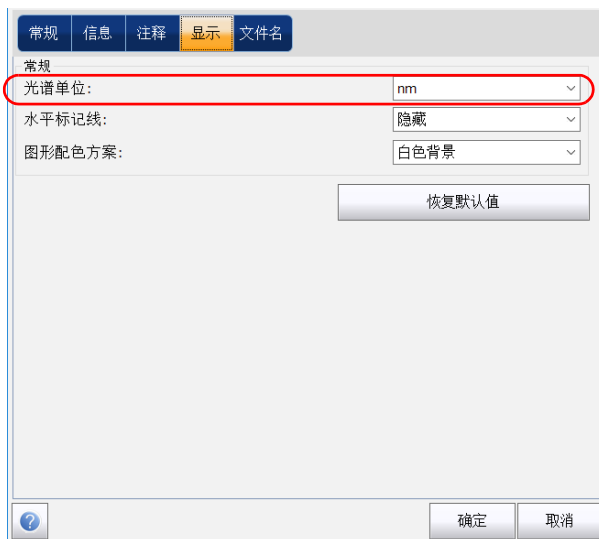 常规 信息 注释 显示 文件名
常规
光谱单位: nm
水平标记线: 隐藏
图形配色方案: 白色背景
恢复默认值
? 确定 取消